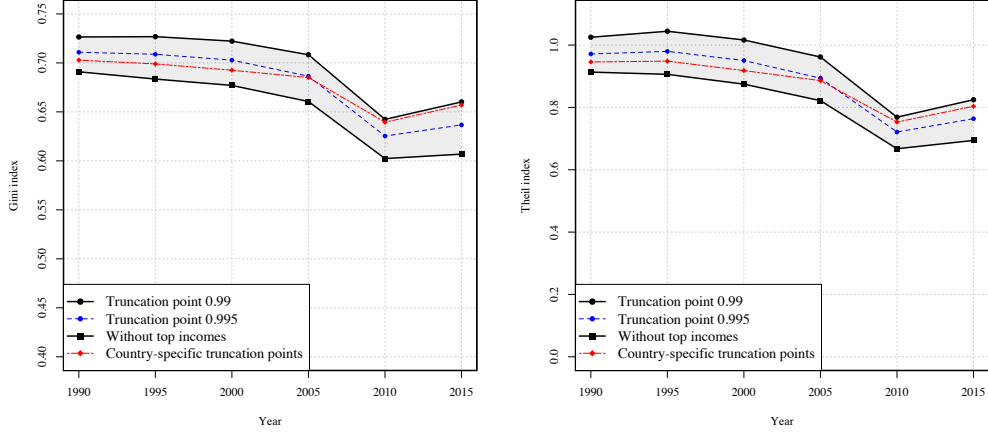 0.75
0.70
0.65
0.60
0.55
0.50
0.45
0.40
Gini index
Truncation point 0.99
Truncation point 0.995
Without top incomes
Country-specific truncation points
1990 1995 2000 2005 2010 2015
Year
1.0
0.8
0.6
0.4
0.2
0.0
Theil index
Truncation point 0.99
Truncation point 0.995
Without top incomes
Country-specific truncation points
1990 1995 2000 2005 2010 2015
Year